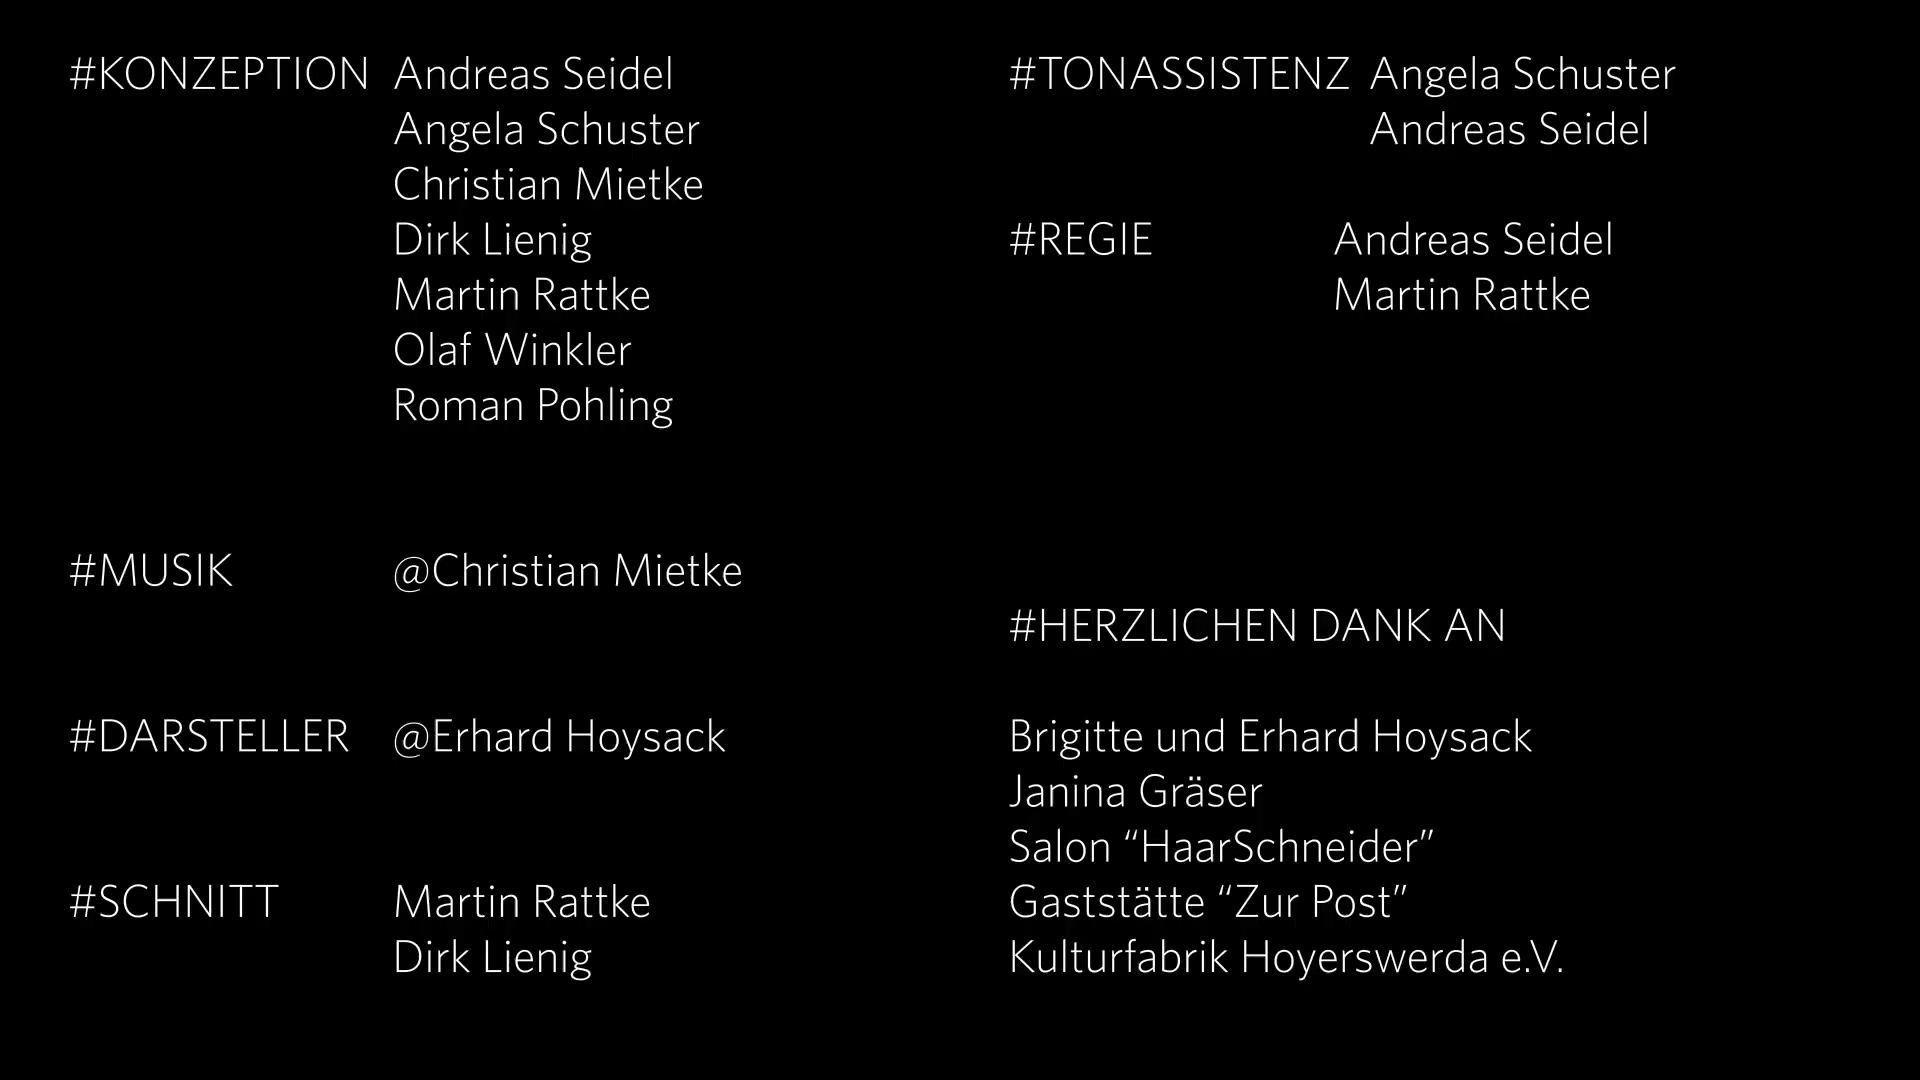 #KONZEPTION Andreas Seidel
Angela Schuster
Christian Mietke
Dirk Lienig
Martin Rattke
Olaf Winkler
Roman Pohling
#MUSIK @Christian Mietke
#DARSTELLER @Erhard Hoysack
#SCHNITT Martin Rattke
Dirk Lienig
#TONASSISTENZ Angela Schuster
Andreas Seidel
#REGIE Andreas Seidel
Martin Rattke
#HERZLICHEN DANK AN
Brigitte und Erhard Hoysack
Janina Gräser
Salon “HaarSchneider”
Gaststätte “Zur Post”
Kulturfabrik Hoyerswerda e.V.